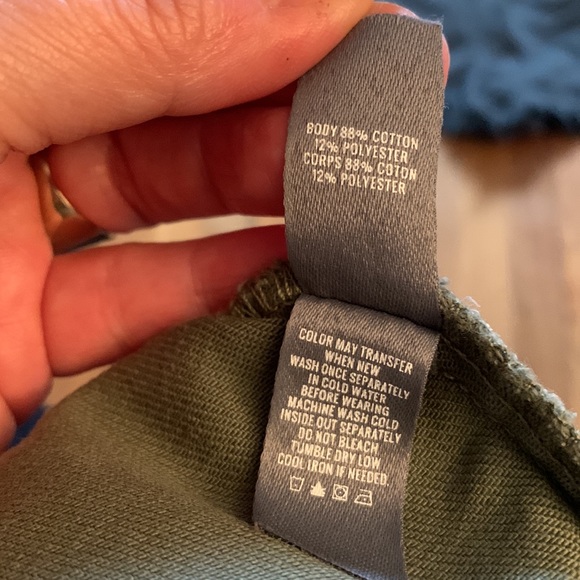 BODY 88% COTTON
12% POLYESTER
CORPS 88% COTON
12% POLYESTER
COLOR MAY TRANSFER
WHEN NEW
WASH ONCE SEPARATELY
IN COLD WATER
BEFORE WEARING
MACHINE WASH COLD
INSIDE OUT SEPARATELY
DO NOT BLEACH
TUMBLE DRY LOW
COOL IRON IF NEEDED.